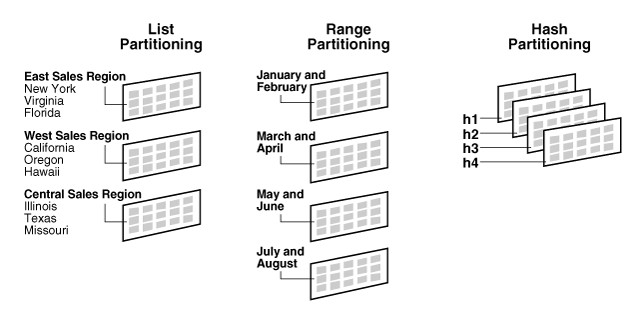 List
Partitioning
East Sales Region
New York
Virginia
Florida
West Sales Region
California
Oregon
Hawaii
Central Sales Region
Illinois
Texas
Missouri
Range
Partitioning
January and
February
March and
April
May and
June
July and
August
Hash
Partitioning
h1
h2
h3
h4